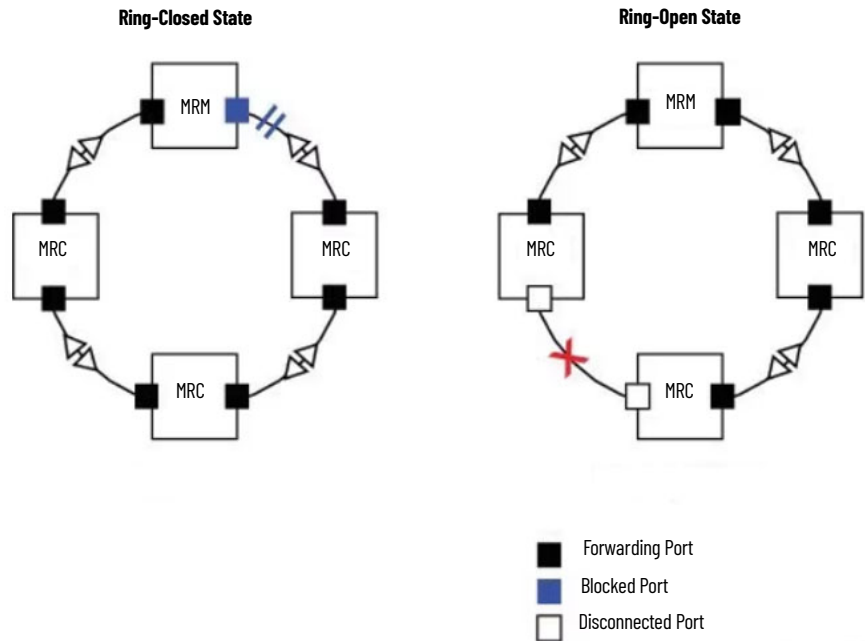 Ring-Closed State
Ring-Open State
MRM
MRM
MRC
MRC
MRC
MRC
MRC
MRC
Forwarding Port
Blocked Port
Disconnected Port